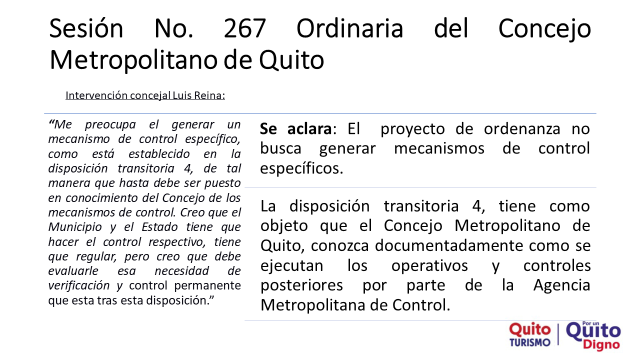 Sesión No. 267 Ordinaria del Concejo
Metropolitano de Quito
Intervención concejal Luis Reina:
“Me preocupa el generar un
mecanismo de control específico,
como está establecido en la
disposición transitoria 4, de tal
manera que hasta debe ser puesto
en conocimiento del Concejo de los
mecanismos de control. Creo que el
Municipio y el Estado tiene que
hacer el control respectivo, tiene
que regular, pero creo que debe
evaluarle esa necesidad de
verificación y control permanente
que esta tras esta disposición.”
Se aclara: El proyecto de ordenanza no
busca generar mecanismos de control
específicos.
La disposición transitoria 4, tiene como
objeto que el Concejo Metropolitano de
Quito, conozca documentadamente como se
ejecutan los operativos y controles
posteriores por parte de la Agencia
Metropolitana de Control.
Quito
TURISMO
Por un
Quito
Digno